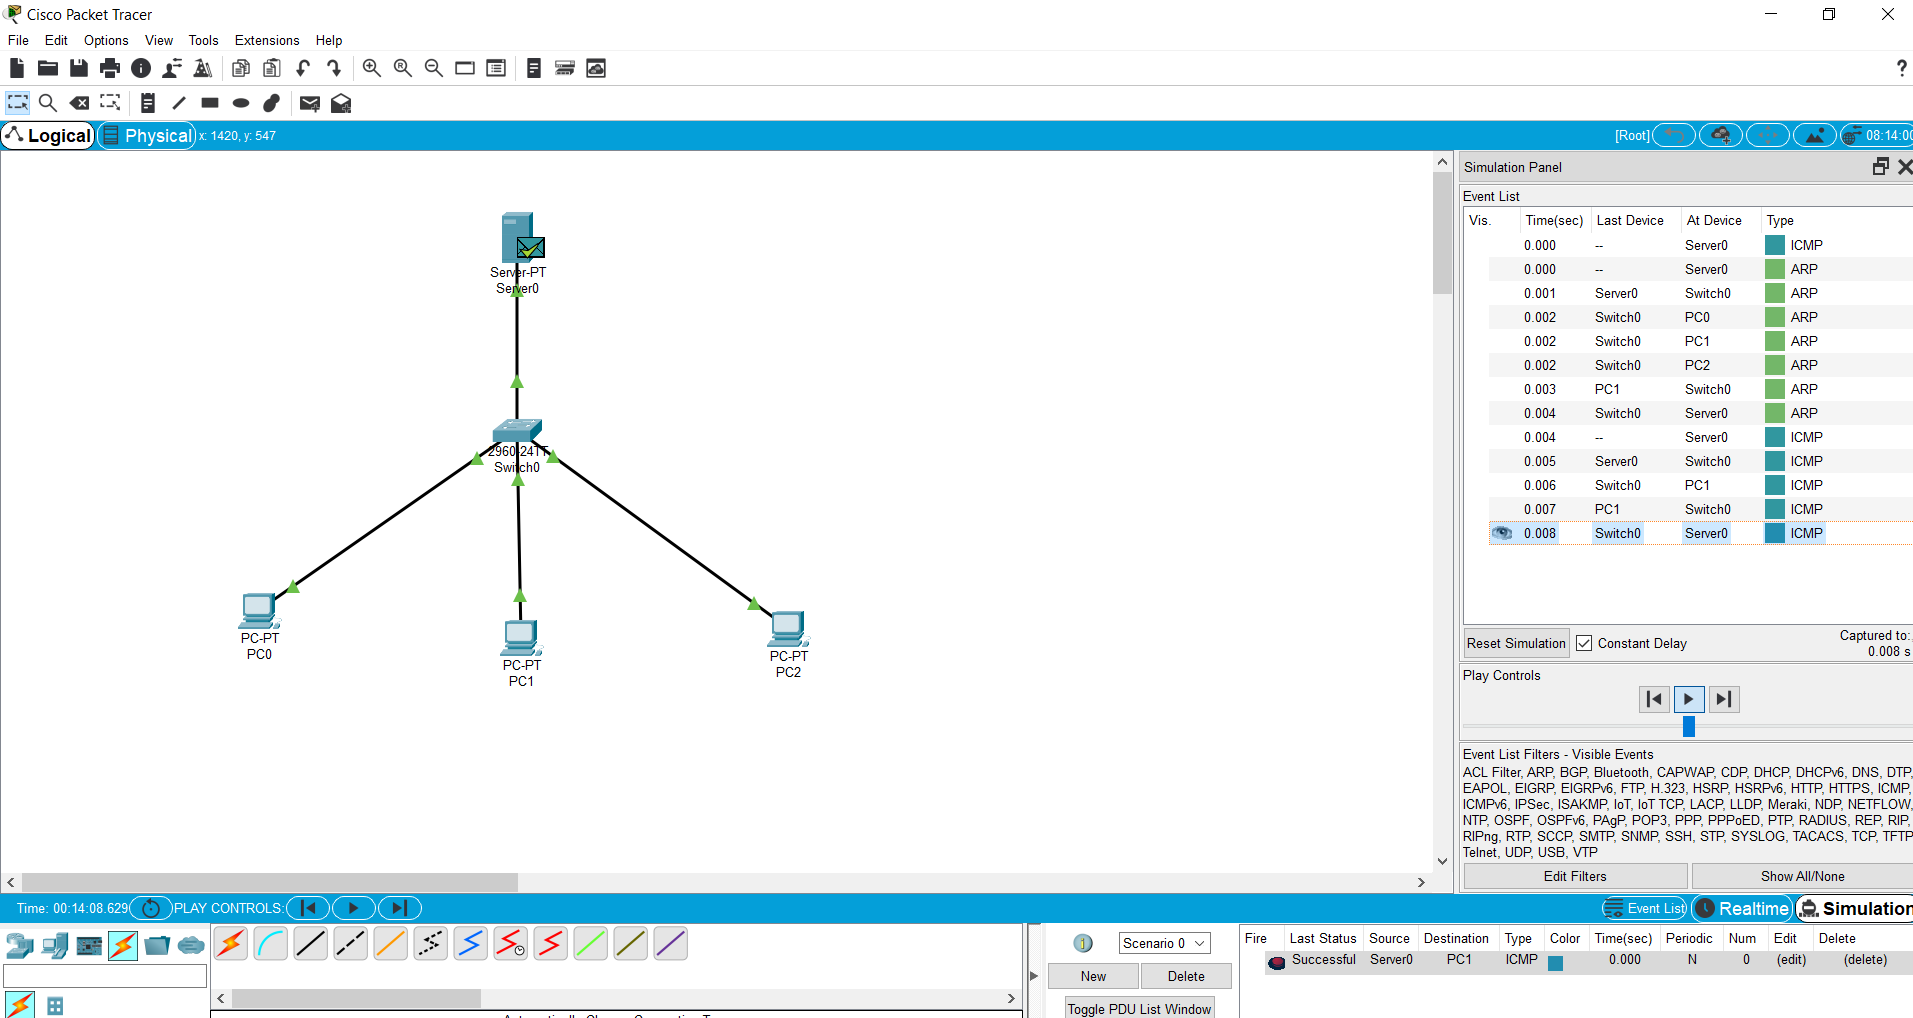 Cisco Packet Tracer
File Edit Options View Tools Extensions Help
?
Logical Physical x: 1420, y: 547 [Root] 08:14:00
Server-PT
Server0
2960-24TT
Switch0
PC-PT
PC0
PC-PT
PC1
PC-PT
PC2
Simulation Panel
Event List
Vis. Time(sec) Last Device At Device Type
0.000 -- Server0 ICMP
0.000 -- Server0 ARP
0.001 Server0 Switch0 ARP
0.002 Switch0 PC0 ARP
0.002 Switch0 PC1 ARP
0.002 Switch0 PC2 ARP
0.003 PC1 Switch0 ARP
0.004 Switch0 Server0 ARP
0.004 -- Server0 ICMP
0.005 Server0 Switch0 ICMP
0.006 Switch0 PC1 ICMP
0.007 PC1 Switch0 ICMP
0.008 Switch0 Server0 ICMP
Reset Simulation Constant Delay Captured to:
0.008 s
Play Controls
Event List Filters - Visible Events
ACL Filter, ARP, BGP, Bluetooth, CAPWAP, CDP, DHCP, DHCPv6, DNS, DTP,
EAPOL, EIGRP, EIGRPv6, FTP, H.323, HSRP, HSRPv6, HTTP, HTTPS, ICMP,
ICMPv6, IPSec, ISAKMP, IoT, IoT TCP, LACP, LLDP, Meraki, NDP, NETFLOW,
NTP, OSPF, OSPFv6, PAgP, POP3, PPP, PPPoED, PTP, RADIUS, REP, RIP,
RIPng, RTP, SCCP, SMTP, SNMP, SSH, STP, SYSLOG, TACACS, TCP, TFTP
Telnet, UDP, USB, VTP
Edit Filters Show All/None
Time: 00:14:08.629 PLAY CONTROLS: Event List Realtime Simulation
Scenario 0
New Delete
Toggle PDU List Window
Fire Last Status Source Destination Type Color Time(sec) Periodic Num Edit Delete
Successful Server0 PC1 ICMP 0.000 N 0 (edit) (delete)